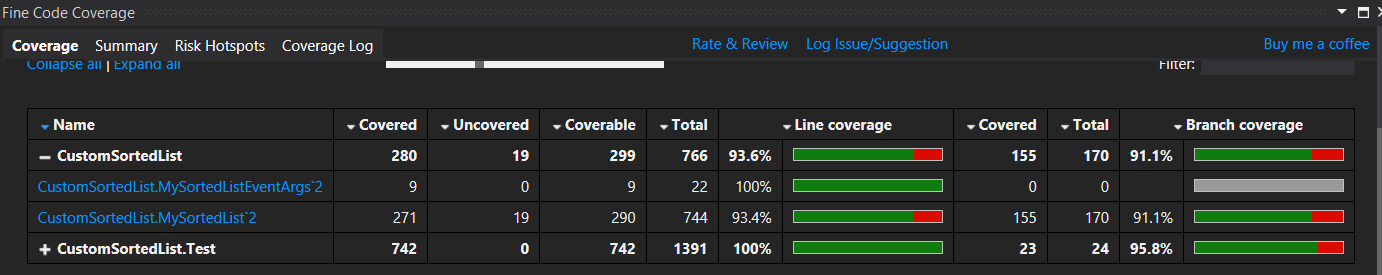 Fine Code Coverage
Coverage Summary Risk Hotspots Coverage Log Rate & Review Log Issue/Suggestion Buy me a coffee
Collapse all | Expand all Filter:
Name Covered Uncovered Coverable Total Line coverage Covered Total Branch coverage
CustomSortedList 280 19 299 766 93.6% 155 170 91.1%
CustomSortedList.MySortedListEventArgs`2 9 0 9 22 100% 0 0
CustomSortedList.MySortedList`2 271 19 290 744 93.4% 155 170 91.1%
CustomSortedList.Test 742 0 742 1391 100% 23 24 95.8%